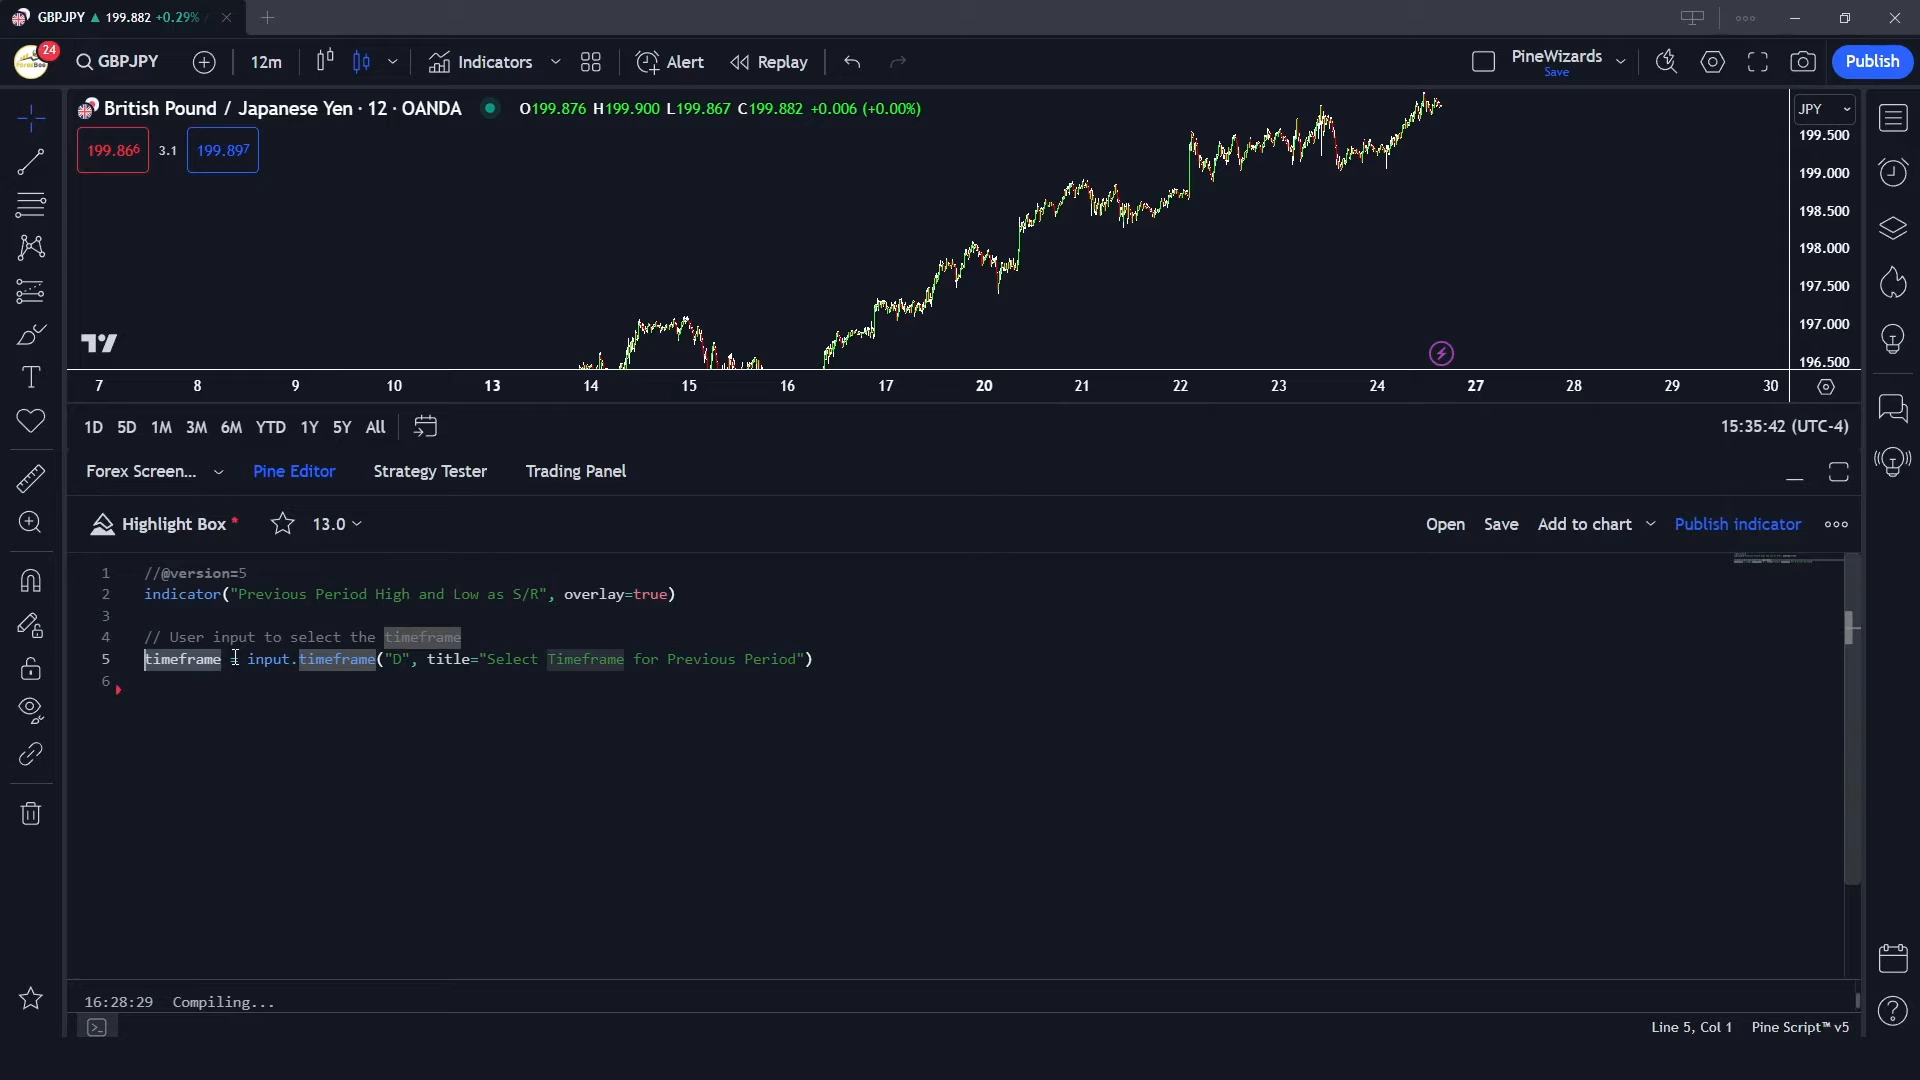 GBPJPY ▲ 199.882 +0.29% /
24
GBPJPY
12m
Indicators
Alert
Replay
PineWizards
Save
Publish
British Pound / Japanese Yen · 12 · OANDA
O199.876 H199.900 L199.867 C199.882 +0.006 (+0.00%)
JPY
199.866
3.1
199.897
199.500
199.000
198.500
198.000
197.500
197.000
196.500
7 8 9 10 13 14 15 16 17 20 21 22 23 24 27 28 29 30
1D 5D 1M 3M 6M YTD 1Y 5Y All
15:35:42 (UTC-4)
Forex Screen...
Pine Editor
Strategy Tester
Trading Panel
Highlight Box *
13.0
Open
Save
Add to chart
Publish indicator
1 //@version=5
2 indicator("Previous Period High and Low as S/R", overlay=true)
3
4 // User input to select the timeframe
5 timeframe = input.timeframe("D", title="Select Timeframe for Previous Period")
6
16:28:29 Compiling...
Line 5, Col 1
Pine Script™ v5